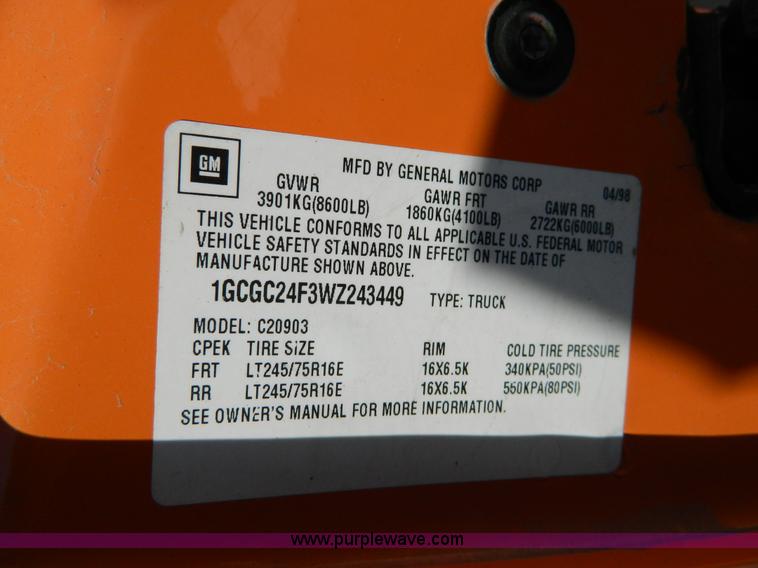 GM
MFD BY GENERAL MOTORS CORP 04/98
GVWR GAWR FRT GAWR RR
3901KG(8600LB) 1860KG(4100LB) 2722KG(6000LB)
THIS VEHICLE CONFORMS TO ALL APPLICABLE U.S. FEDERAL MOTOR
VEHICLE SAFETY STANDARDS IN EFFECT ON THE DATE OF
MANUFACTURE SHOWN ABOVE.
1GCGC24F3WZ243449 TYPE: TRUCK
MODEL: C20903
CPEK TIRE SIZE RIM COLD TIRE PRESSURE
FRT LT245/75R16E 16X6.5K 340KPA(50PSI)
RR LT245/75R16E 16X6.5K 550KPA(80PSI)
SEE OWNER'S MANUAL FOR MORE INFORMATION.
www.purplewave.com